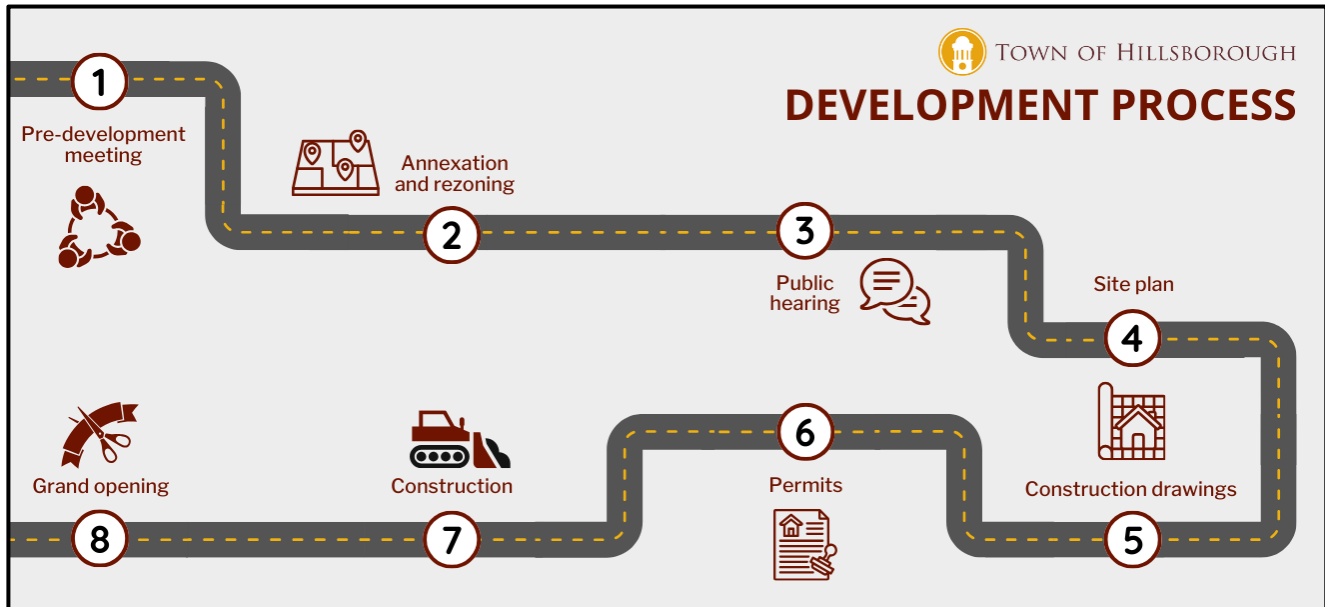 TOWN OF HILLSBOROUGH
DEVELOPMENT PROCESS
1
Pre-development
meeting
Annexation
and rezoning
2
3
Public
hearing
Site plan
4
Construction drawings
5
6
Permits
Construction
7
Grand opening
8